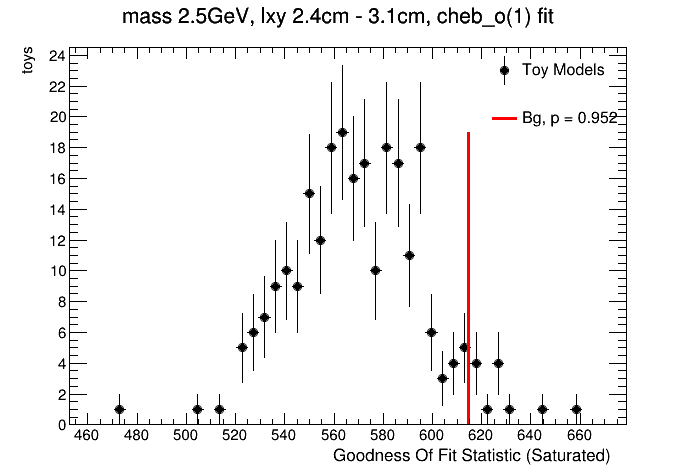 mass 2.5GeV, lxy 2.4cm - 3.1cm, cheb_o(1) fit
toys
24
22
20
18
16
14
12
10
8
6
4
2
0
Toy Models
Bg, p = 0.952
460 480 500 520 540 560 580 600 620 640 660
Goodness Of Fit Statistic (Saturated)